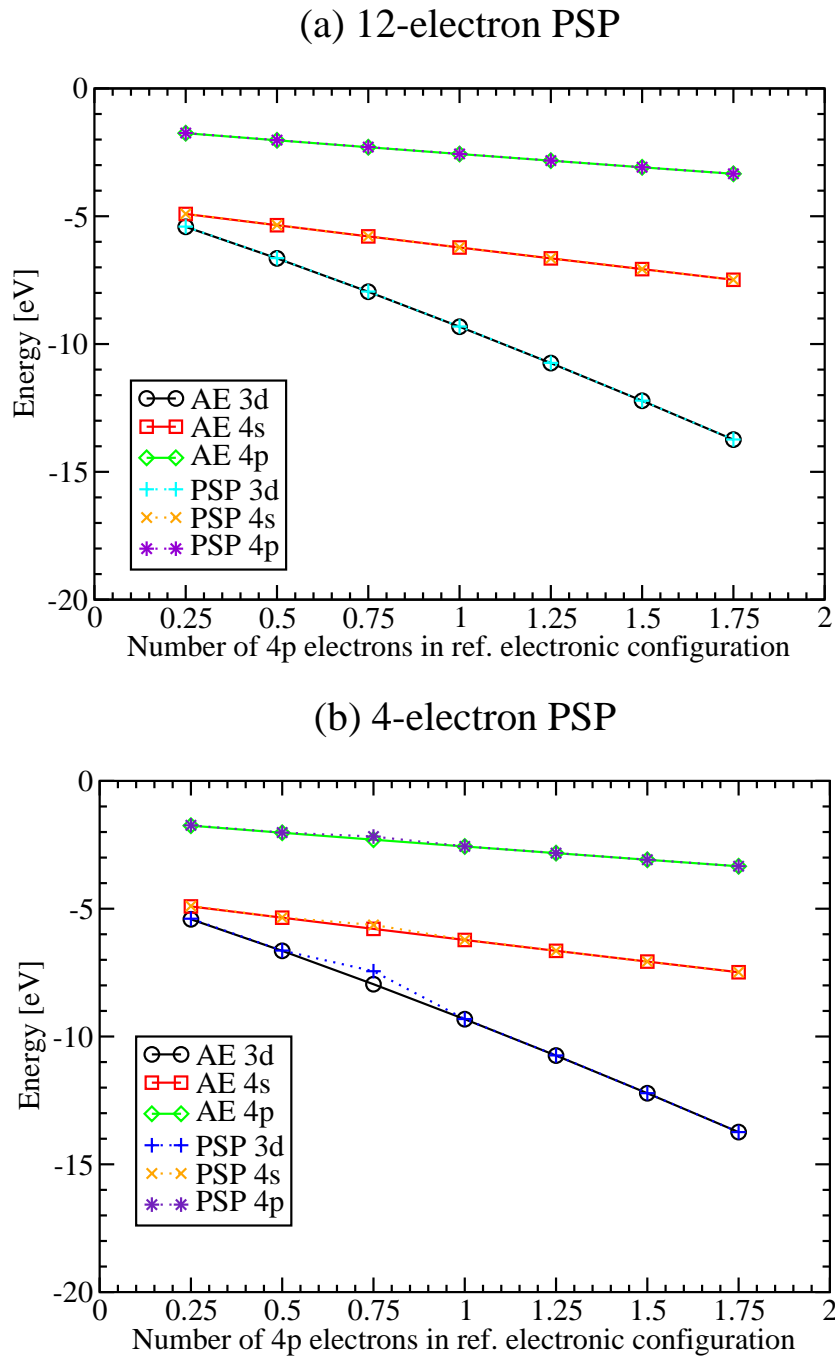 (a) 12-electron PSP
0
-5
-10
-15
-20
Energy [eV]
AE 3d
AE 4s
AE 4p
PSP 3d
PSP 4s
PSP 4p
0 0.25 0.5 0.75 1 1.25 1.5 1.75 2
Number of 4p electrons in ref. electronic configuration
(b) 4-electron PSP
0
-5
-10
-15
-20
Energy [eV]
AE 3d
AE 4s
AE 4p
PSP 3d
PSP 4s
PSP 4p
0 0.25 0.5 0.75 1 1.25 1.5 1.75 2
Number of 4p electrons in ref. electronic configuration